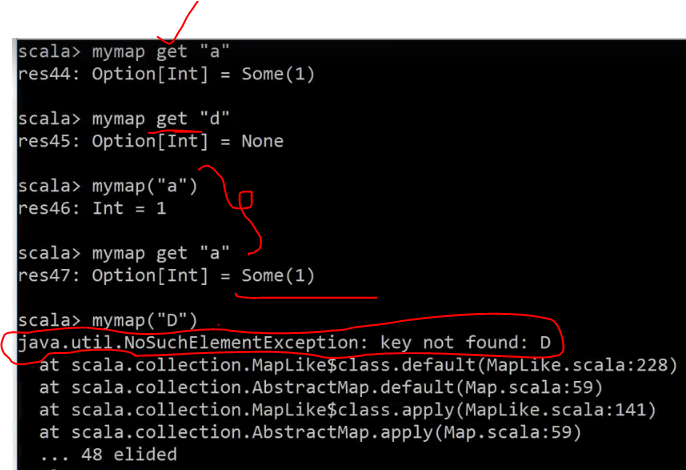 scala> mymap get "a"
res44: Option[Int] = Some(1)
scala> mymap get "d"
res45: Option[Int] = None
scala> mymap("a")
res46: Int = 1
scala> mymap get "a"
res47: Option[Int] = Some(1)
scala> mymap("D")
java.util.NoSuchElementException: key not found: D
  at scala.collection.MapLike$class.default(MapLike.scala:228)
  at scala.collection.AbstractMap.default(Map.scala:59)
  at scala.collection.MapLike$class.apply(MapLike.scala:141)
  at scala.collection.AbstractMap.apply(Map.scala:59)
  ... 48 elided